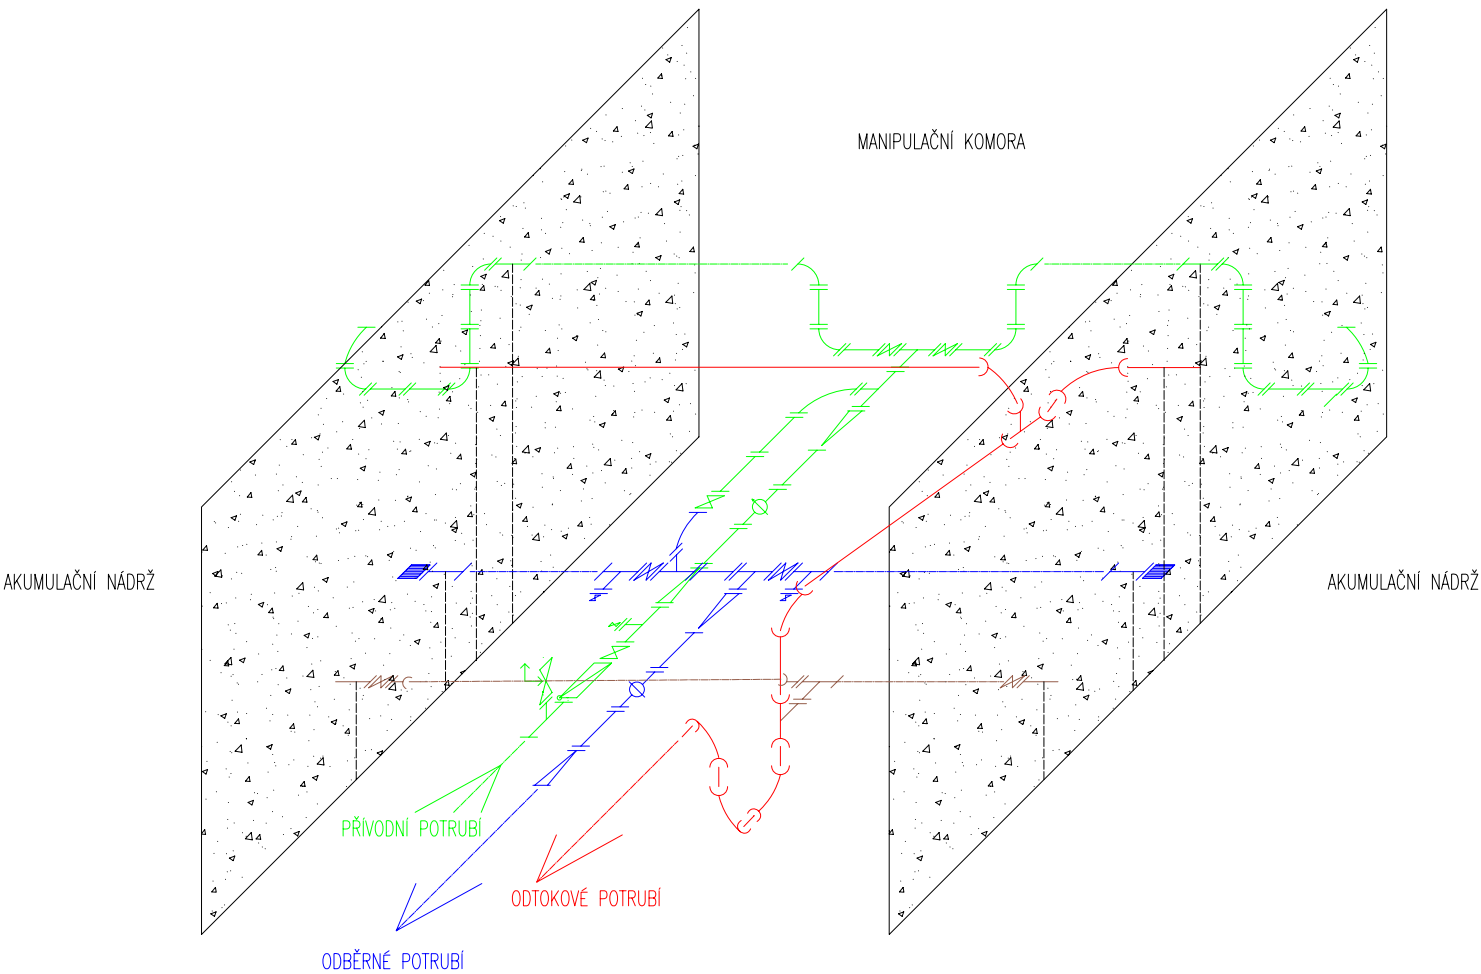 MANIPULAČNÍ KOMORA
AKUMULAČNÍ NÁDRŽ
AKUMULAČNÍ NÁDRŽ
PŘÍVODNÍ POTRUBÍ
ODTOKOVÉ POTRUBÍ
ODBĚRNÉ POTRUBÍ